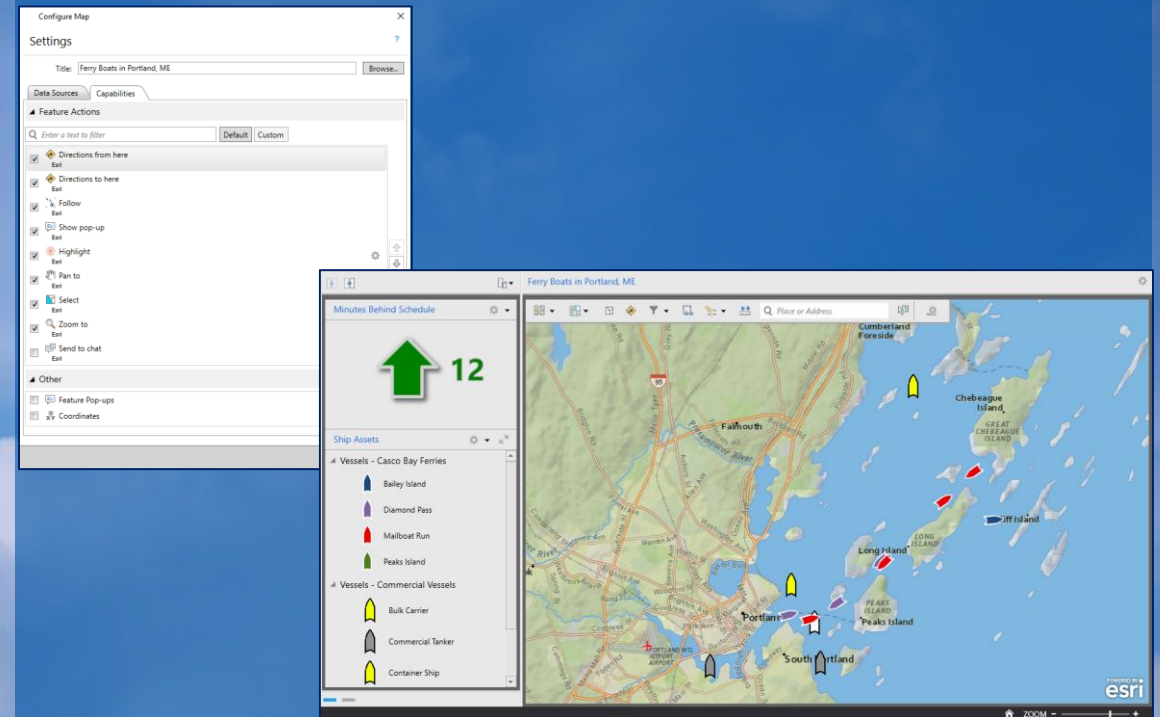 Configure Map
Settings
?
Title: Ferry Boats in Portland, ME Browse...
Data Sources Capabilities
Feature Actions
Enter a text to filter Default Custom
Directions from here
Esri
Directions to here
Esri
Follow
Esri
Show pop-up
Esri
Highlight
Esri
Pan to
Esri
Select
Esri
Zoom to
Esri
Send to chat
Esri
Other
Feature Pop-ups
Coordinates
Minutes Behind Schedule
12
Ship Assets
Vessels - Casco Bay Ferries
Bailey Island
Diamond Pass
Mailboat Run
Peaks Island
Vessels - Commercial Vessels
Bulk Carrier
Commercial Tanker
Container Ship
Ferry Boats in Portland, ME
Place or Address
Cumberland
Foreside
95
Chebeague
Island
GREAT
CHEBEAGUE
ISLAND
Falmouth
Presumpscot River
LONG
ISLAND
Long Island
PEAKS
ISLAND
Peaks Island
Portland
PORTLAND INTL
JETPORT
AIRPORT
POWERED BY
esri
ZOOM - +